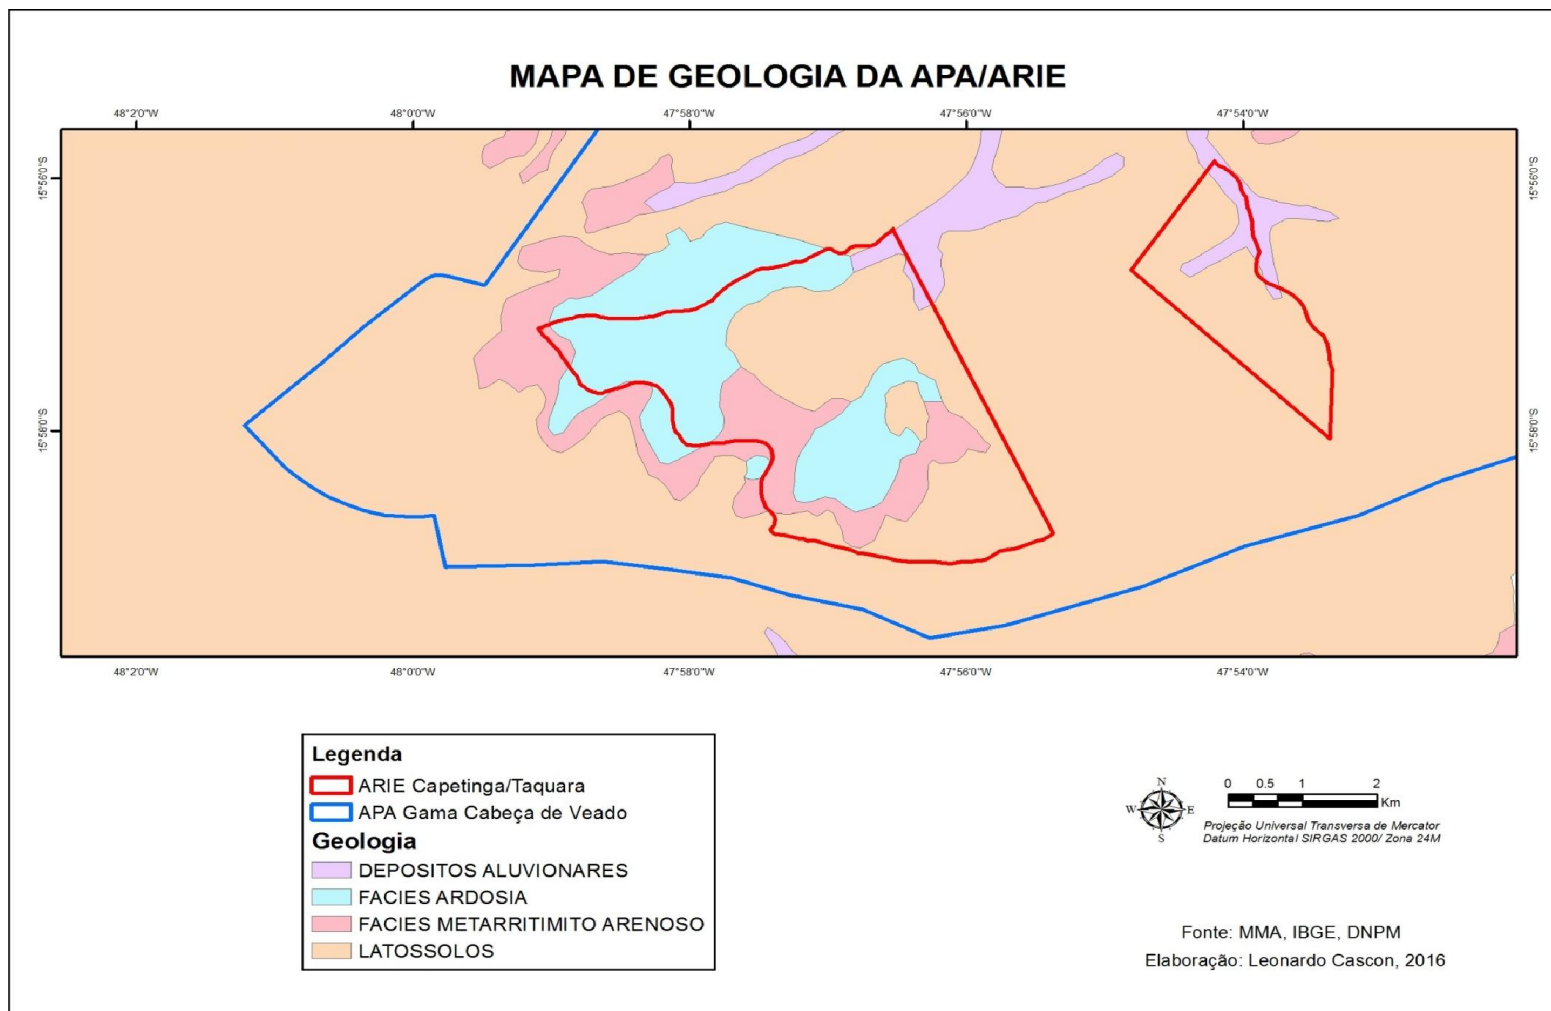 MAPA DE GEOLOGIA DA APA/ARIE
48°2'0"W 48°0'0"W 47°58'0"W 47°56'0"W 47°54'0"W
15°56'0"S 15°56'0"S
15°58'0"S 15°58'0"S
48°2'0"W 48°0'0"W 47°58'0"W 47°56'0"W 47°54'0"W
Legenda
ARIE Capetinga/Taquara
APA Gama Cabeça de Veado
Geologia
DEPOSITOS ALUVIONARES
FACIES ARDOSIA
FACIES METARRITIMITO ARENOSO
LATOSSOLOS
N
W E
S
0 0.5 1 2
Km
Projeção Universal Transversa de Mercator
Datum Horizontal SIRGAS 2000/ Zona 24M
Fonte: MMA, IBGE, DNPM
Elaboração: Leonardo Cascon, 2016